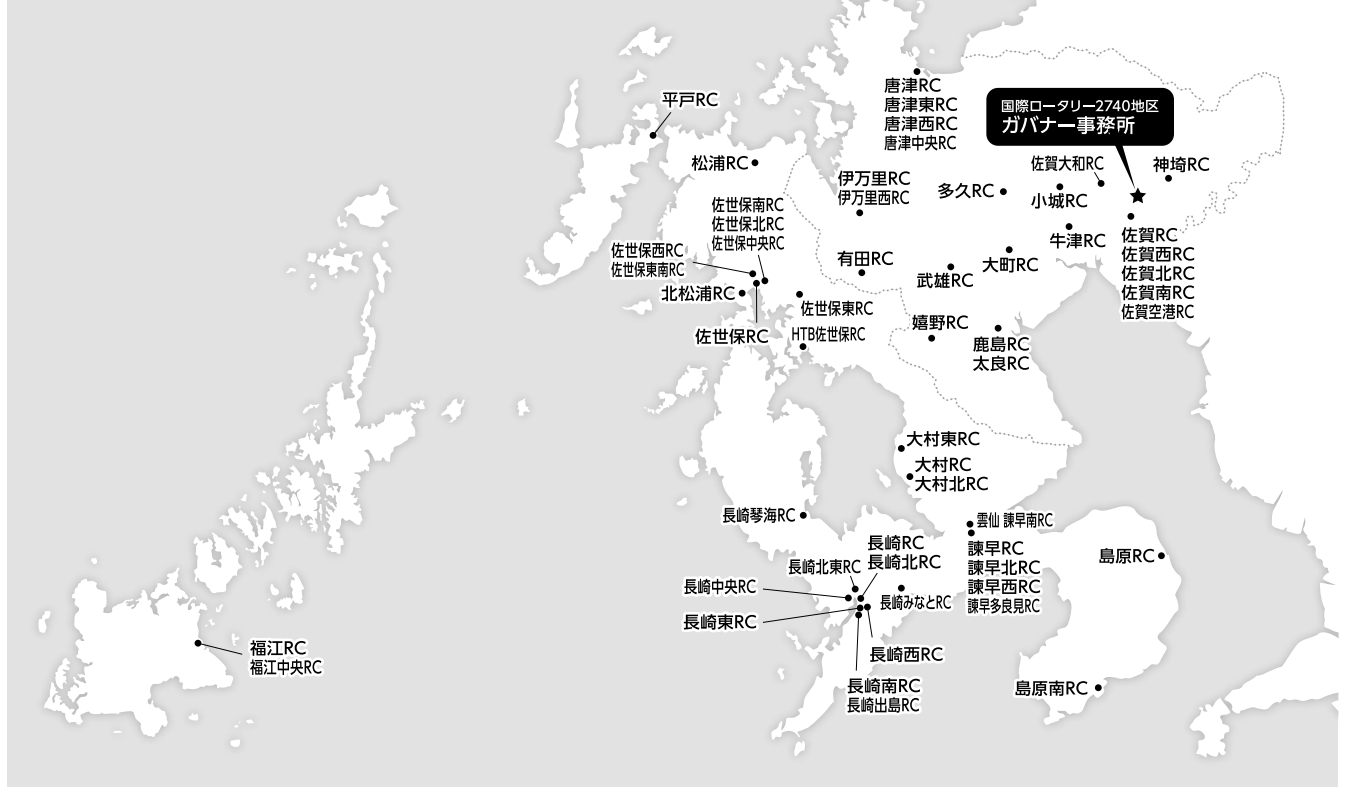 唐津RC
唐津東RC
唐津西RC
唐津中央RC
国際ロータリー2740地区
ガバナー事務所
平戸RC
松浦RC
伊万里RC
伊万里西RC
多久RC
佐賀大和RC
小城RC
神埼RC
佐世保南RC
佐世保北RC
佐世保中央RC
佐世保西RC
佐世保東南RC
北松浦RC
佐世保RC
有田RC
武雄RC
大町RC
牛津RC
佐賀RC
佐賀西RC
佐賀北RC
佐賀南RC
佐賀空港RC
佐世保東RC
HTB佐世保RC
嬉野RC
鹿島RC
太良RC
大村東RC
大村RC
大村北RC
長崎琴海RC
雲仙 諫早南RC
諫早RC
諫早北RC
諫早西RC
諫早多良見RC
島原RC
長崎RC
長崎北RC
長崎北東RC
長崎中央RC
長崎みなとRC
長崎東RC
長崎西RC
長崎南RC
長崎出島RC
島原南RC
福江RC
福江中央RC